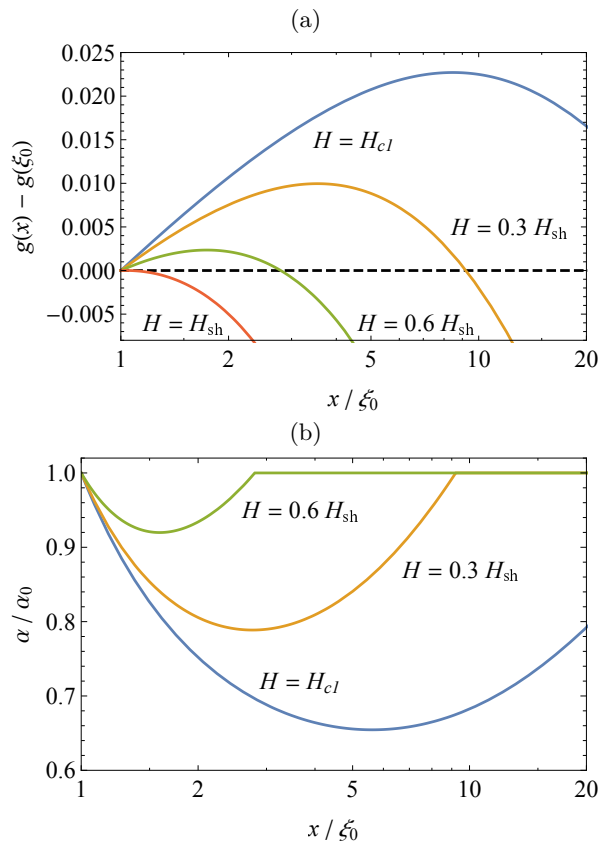 (a)
0.025
0.020
0.015
0.010
0.005
0.000
−0.005
g(x) − g(ξ0)
H = Hc1
H = 0.3 Hsh
H = Hsh
H = 0.6 Hsh
1 2 5 10 20
x / ξ0
(b)
1.0
0.9
0.8
0.7
0.6
α / α0
H = 0.6 Hsh
H = 0.3 Hsh
H = Hc1
1 2 5 10 20
x / ξ0